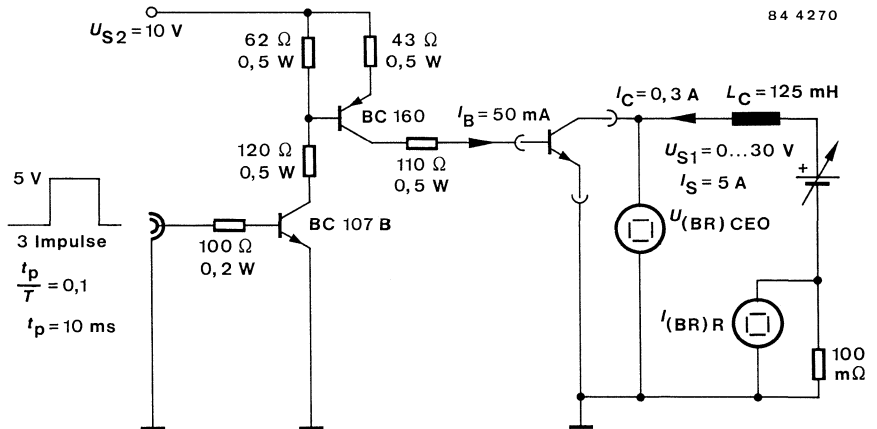 84 4270
U_S2 = 10 V
62 Ω
0,5 W
43 Ω
0,5 W
BC 160
I_B = 50 mA
I_C = 0,3 A
L_C = 125 mH
120 Ω
0,5 W
110 Ω
0,5 W
U_S1 = 0...30 V
I_S = 5 A
+
5 V
3 Impulse
t_p/T = 0,1
t_p = 10 ms
100 Ω
0,2 W
BC 107 B
U_(BR) CEO
I_(BR) R
100
mΩ